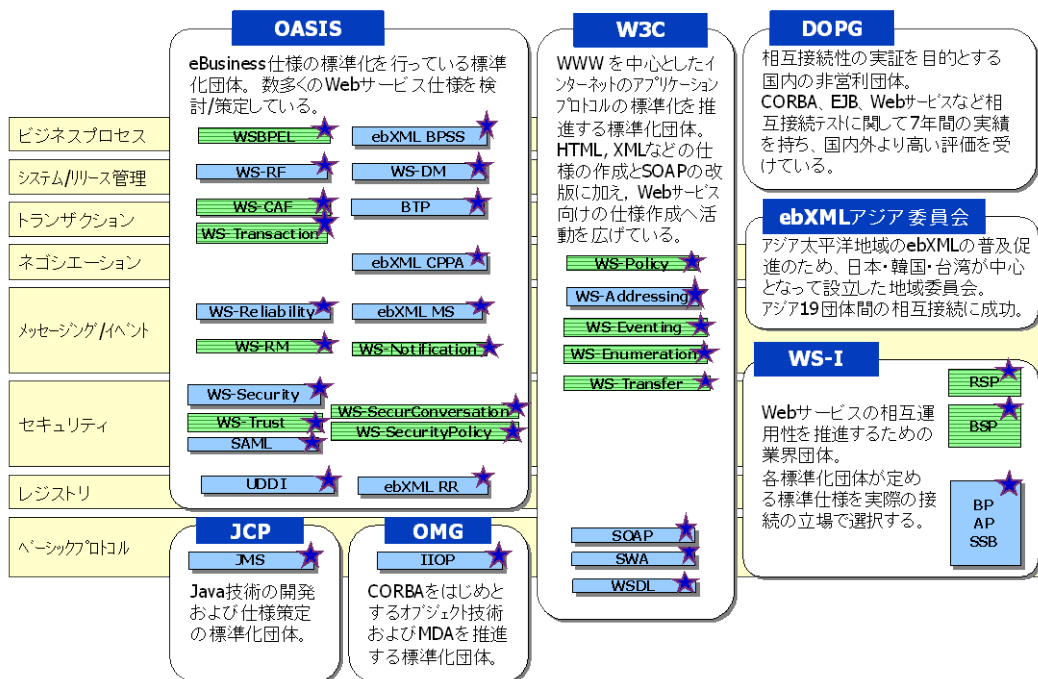 OASIS
eBusiness仕様の標準化を行っている標準
化団体。 数多くのWebサービス仕様を検
討/策定している。
W3C
WWWを中心としたイ
ンターネットのアプリケーション
プロトコルの標準化を推
進する標準化団体。
HTML, XMLなどの仕
様の作成とSOAPの改
版に加え, Webサービス
向けの仕様作成へ活
動を広げている。
DOPG
相互接続性の実証を目的とする
国内の非営利団体。
CORBA、EJB、Webサービスなど相
互接続テストに関して7年間の実績
を持ち、国内外より高い評価を受
けている。
ビジネスプロセス
WSBPEL
ebXML BPSS
システム/リリース管理
WS-RF
WS-DM
トランザクション
WS-CAF
BTP
WS-Transaction
ネゴシエーション
ebXML CPPA
WS-Policy
ebXMLアジア委員会
アジア太平洋地域のebXMLの普及促
進のため、日本・韓国・台湾が中心
となって設立した地域委員会。
アジア19団体間の相互接続に成功。
メッセージング/イベント
WS-Reliability
ebXML MS
WS-RM
WS-Notification
WS-Addressing
WS-Eventing
WS-Enumeration
WS-Transfer
WS-I
RSP
BSP
Webサービスの相互運
用性を推進するための
業界団体。
各標準化団体が定め
る標準仕様を実際の接
続の立場で選択する。
BP
AP
SSB
セキュリティ
WS-Security
WS-Trust
WS-SecurConversation
WS-SecurityPolicy
SAML
レジストリ
UDDI
ebXML RR
ベーシックプロトコル
JCP
JMS
Java技術の開発
および仕様策定
の標準化団体。
OMG
IIOP
CORBAをはじめと
するオブジェクト技術
およびMDAを推進
する標準化団体。
SOAP
SWA
WSDL